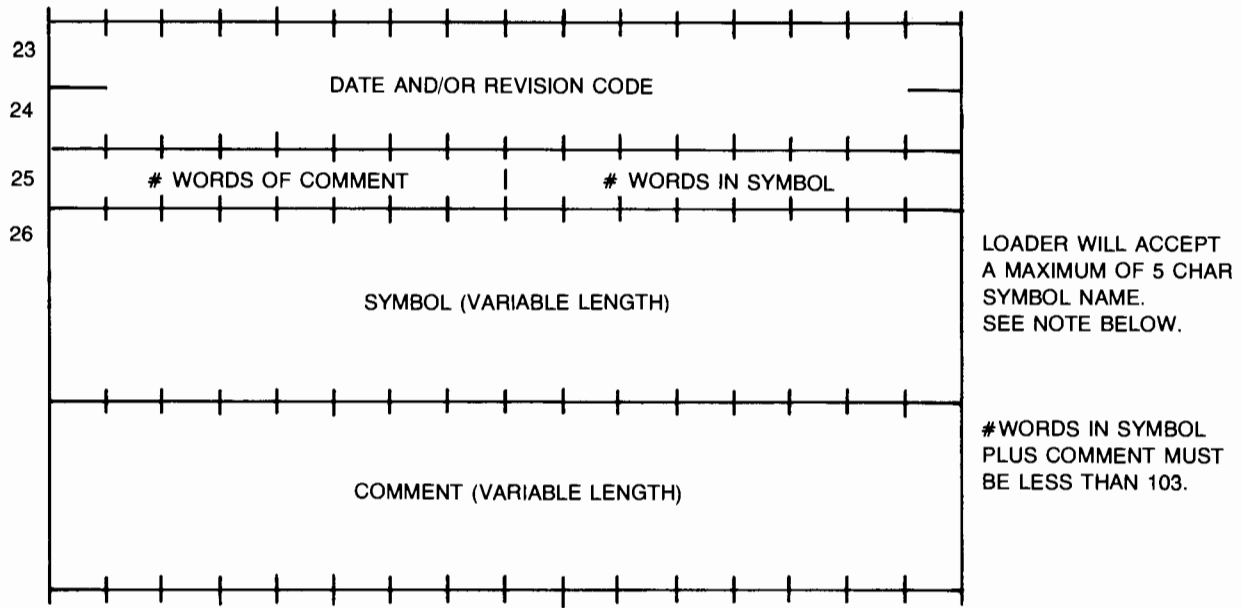 23
DATE AND/OR REVISION CODE
24
25
# WORDS OF COMMENT | # WORDS IN SYMBOL
26
LOADER WILL ACCEPT
A MAXIMUM OF 5 CHAR
SYMBOL NAME.
SEE NOTE BELOW.
SYMBOL (VARIABLE LENGTH)
#WORDS IN SYMBOL
PLUS COMMENT MUST
BE LESS THAN 103.
COMMENT (VARIABLE LENGTH)